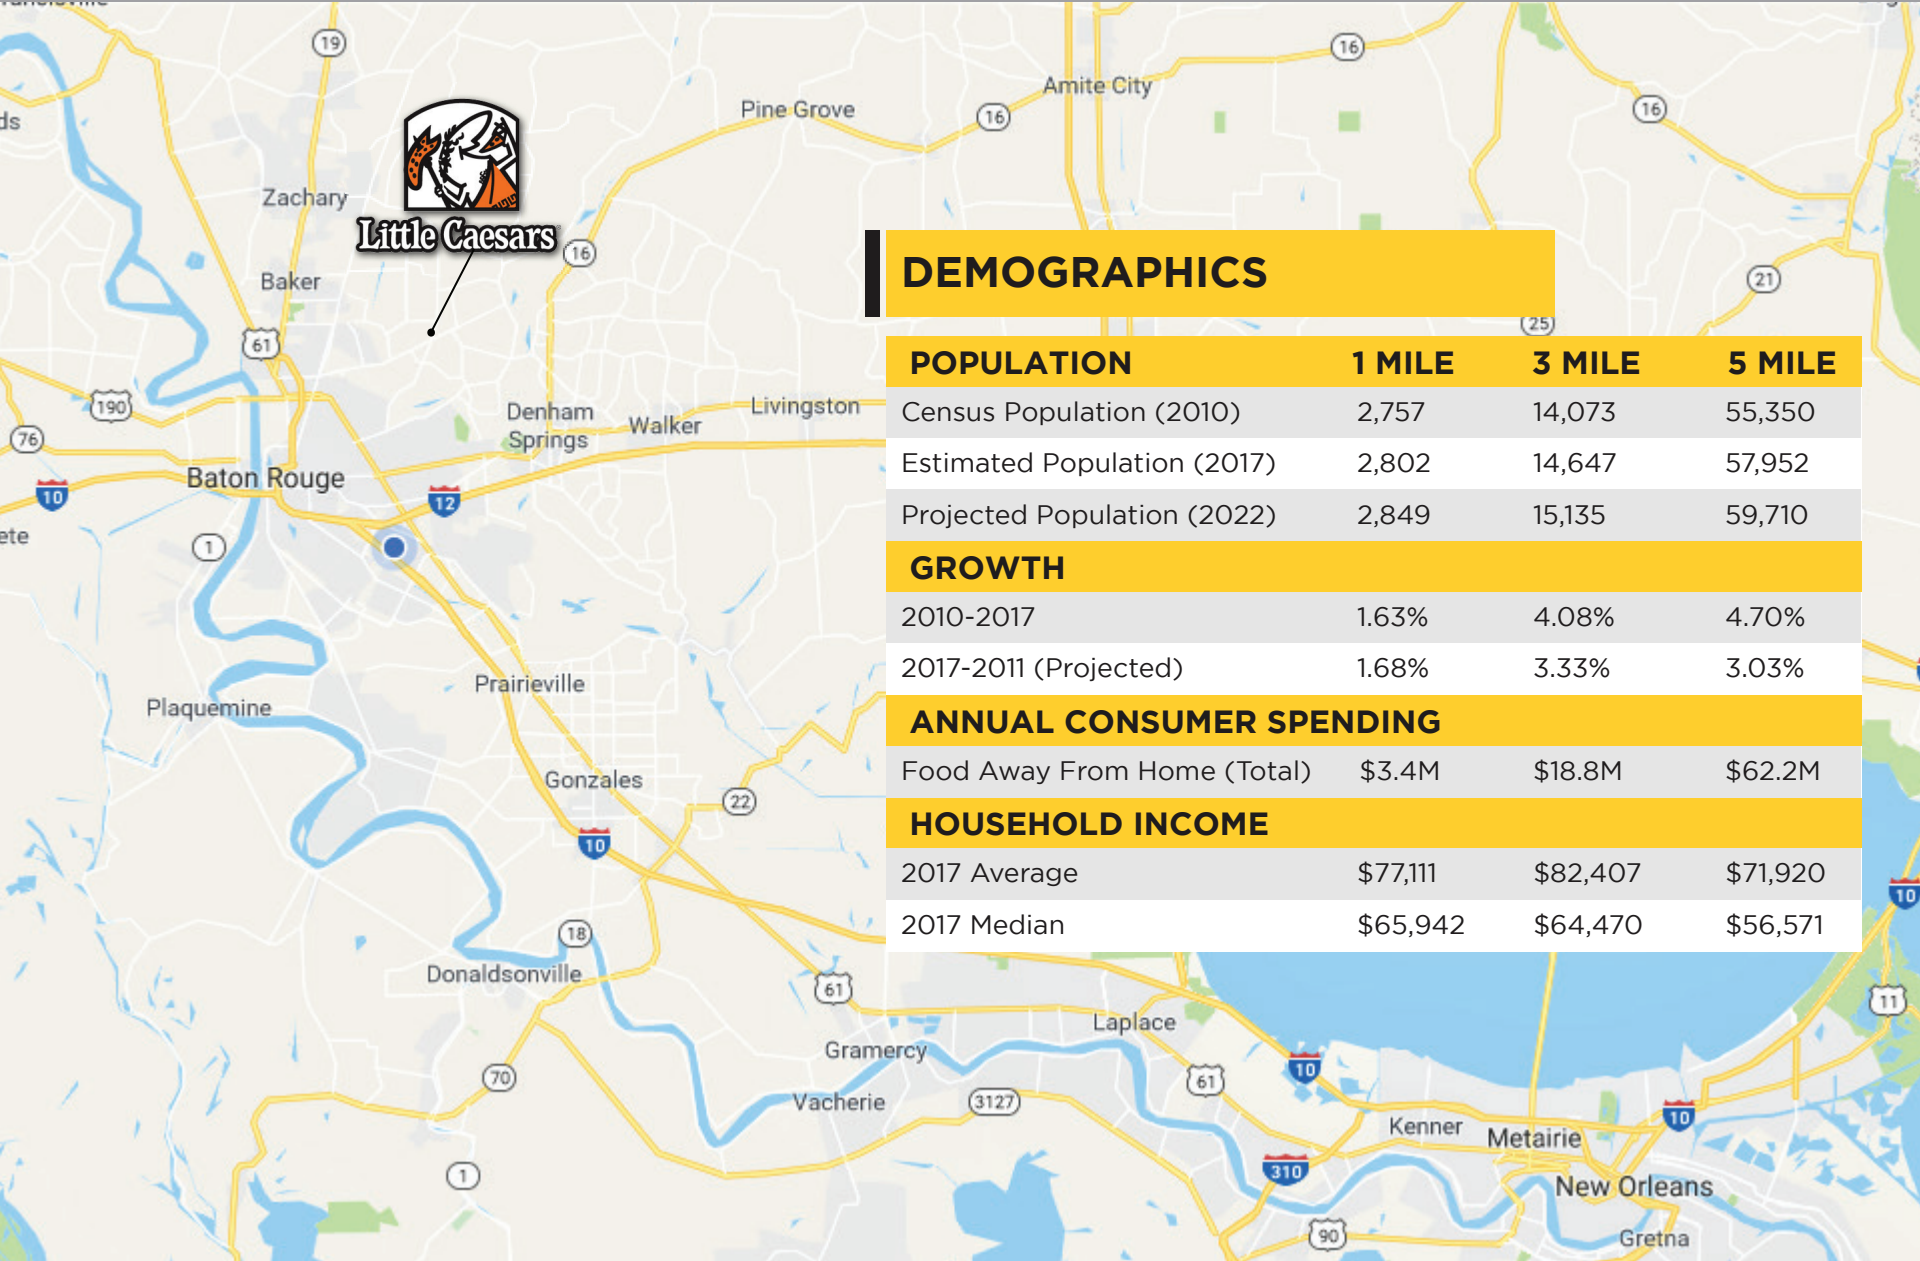 19
16
Amite City
Pine Grove
16
16
Zachary
Little Caesars
16
Baker
61
21
25
DEMOGRAPHICS
POPULATION 1 MILE 3 MILE 5 MILE
Census Population (2010) 2,757 14,073 55,350
Estimated Population (2017) 2,802 14,647 57,952
Projected Population (2022) 2,849 15,135 59,710
GROWTH
2010-2017 1.63% 4.08% 4.70%
2017-2011 (Projected) 1.68% 3.33% 3.03%
ANNUAL CONSUMER SPENDING
Food Away From Home (Total) $3.4M $18.8M $62.2M
HOUSEHOLD INCOME
2017 Average $77,111 $82,407 $71,920
2017 Median $65,942 $64,470 $56,571
190
Denham
Springs
Walker
Livingston
76
Baton Rouge
10
12
1
Prairieville
Plaquemine
Gonzales
22
10
10
18
Donaldsonville
61
11
Laplace
Gramercy
10
70
61
Vacherie
3127
Kenner
Metairie
10
1
310
New Orleans
90
Gretna